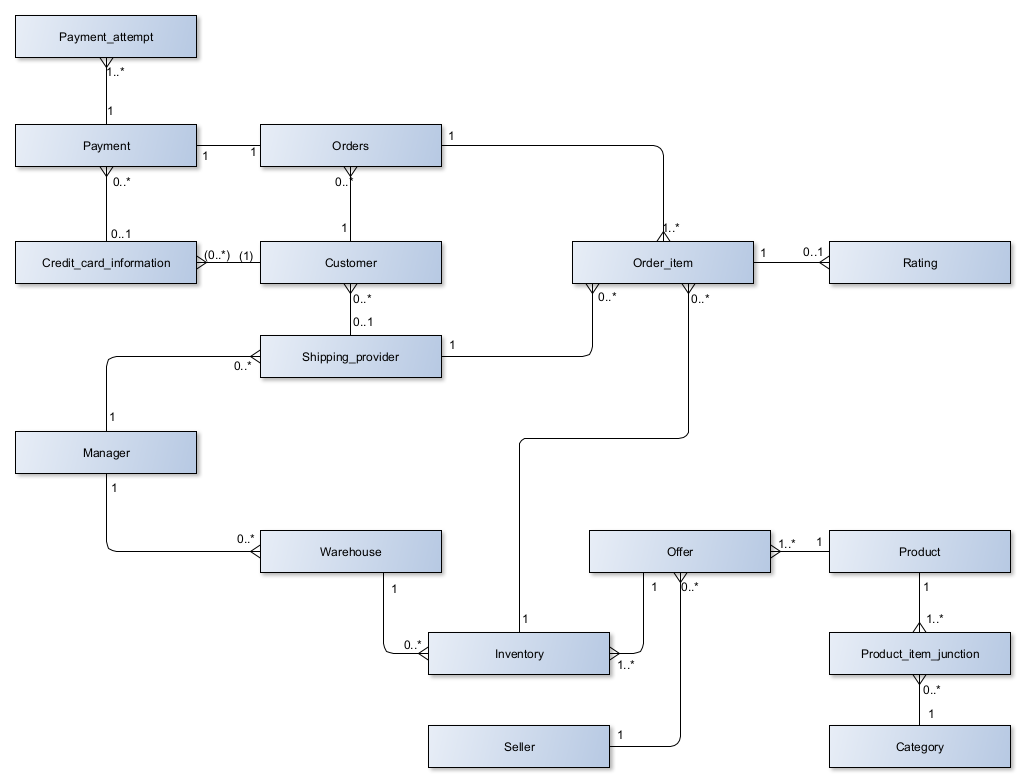 Payment_attempt
1..*
1
Payment
1
1
Orders
1
0..*
0..1
0..*
1
1..*
Credit_card_information
(0..*)
(1)
Customer
Order_item
1
0..1
Rating
0..*
0..1
0..*
0..*
Shipping_provider
1
0..*
1
Manager
1
0..*
Warehouse
Offer
1..*
1
Product
1
1
0..*
1
1..*
1
0..*
Inventory
1..*
Product_item_junction
0..*
1
Seller
1
Category